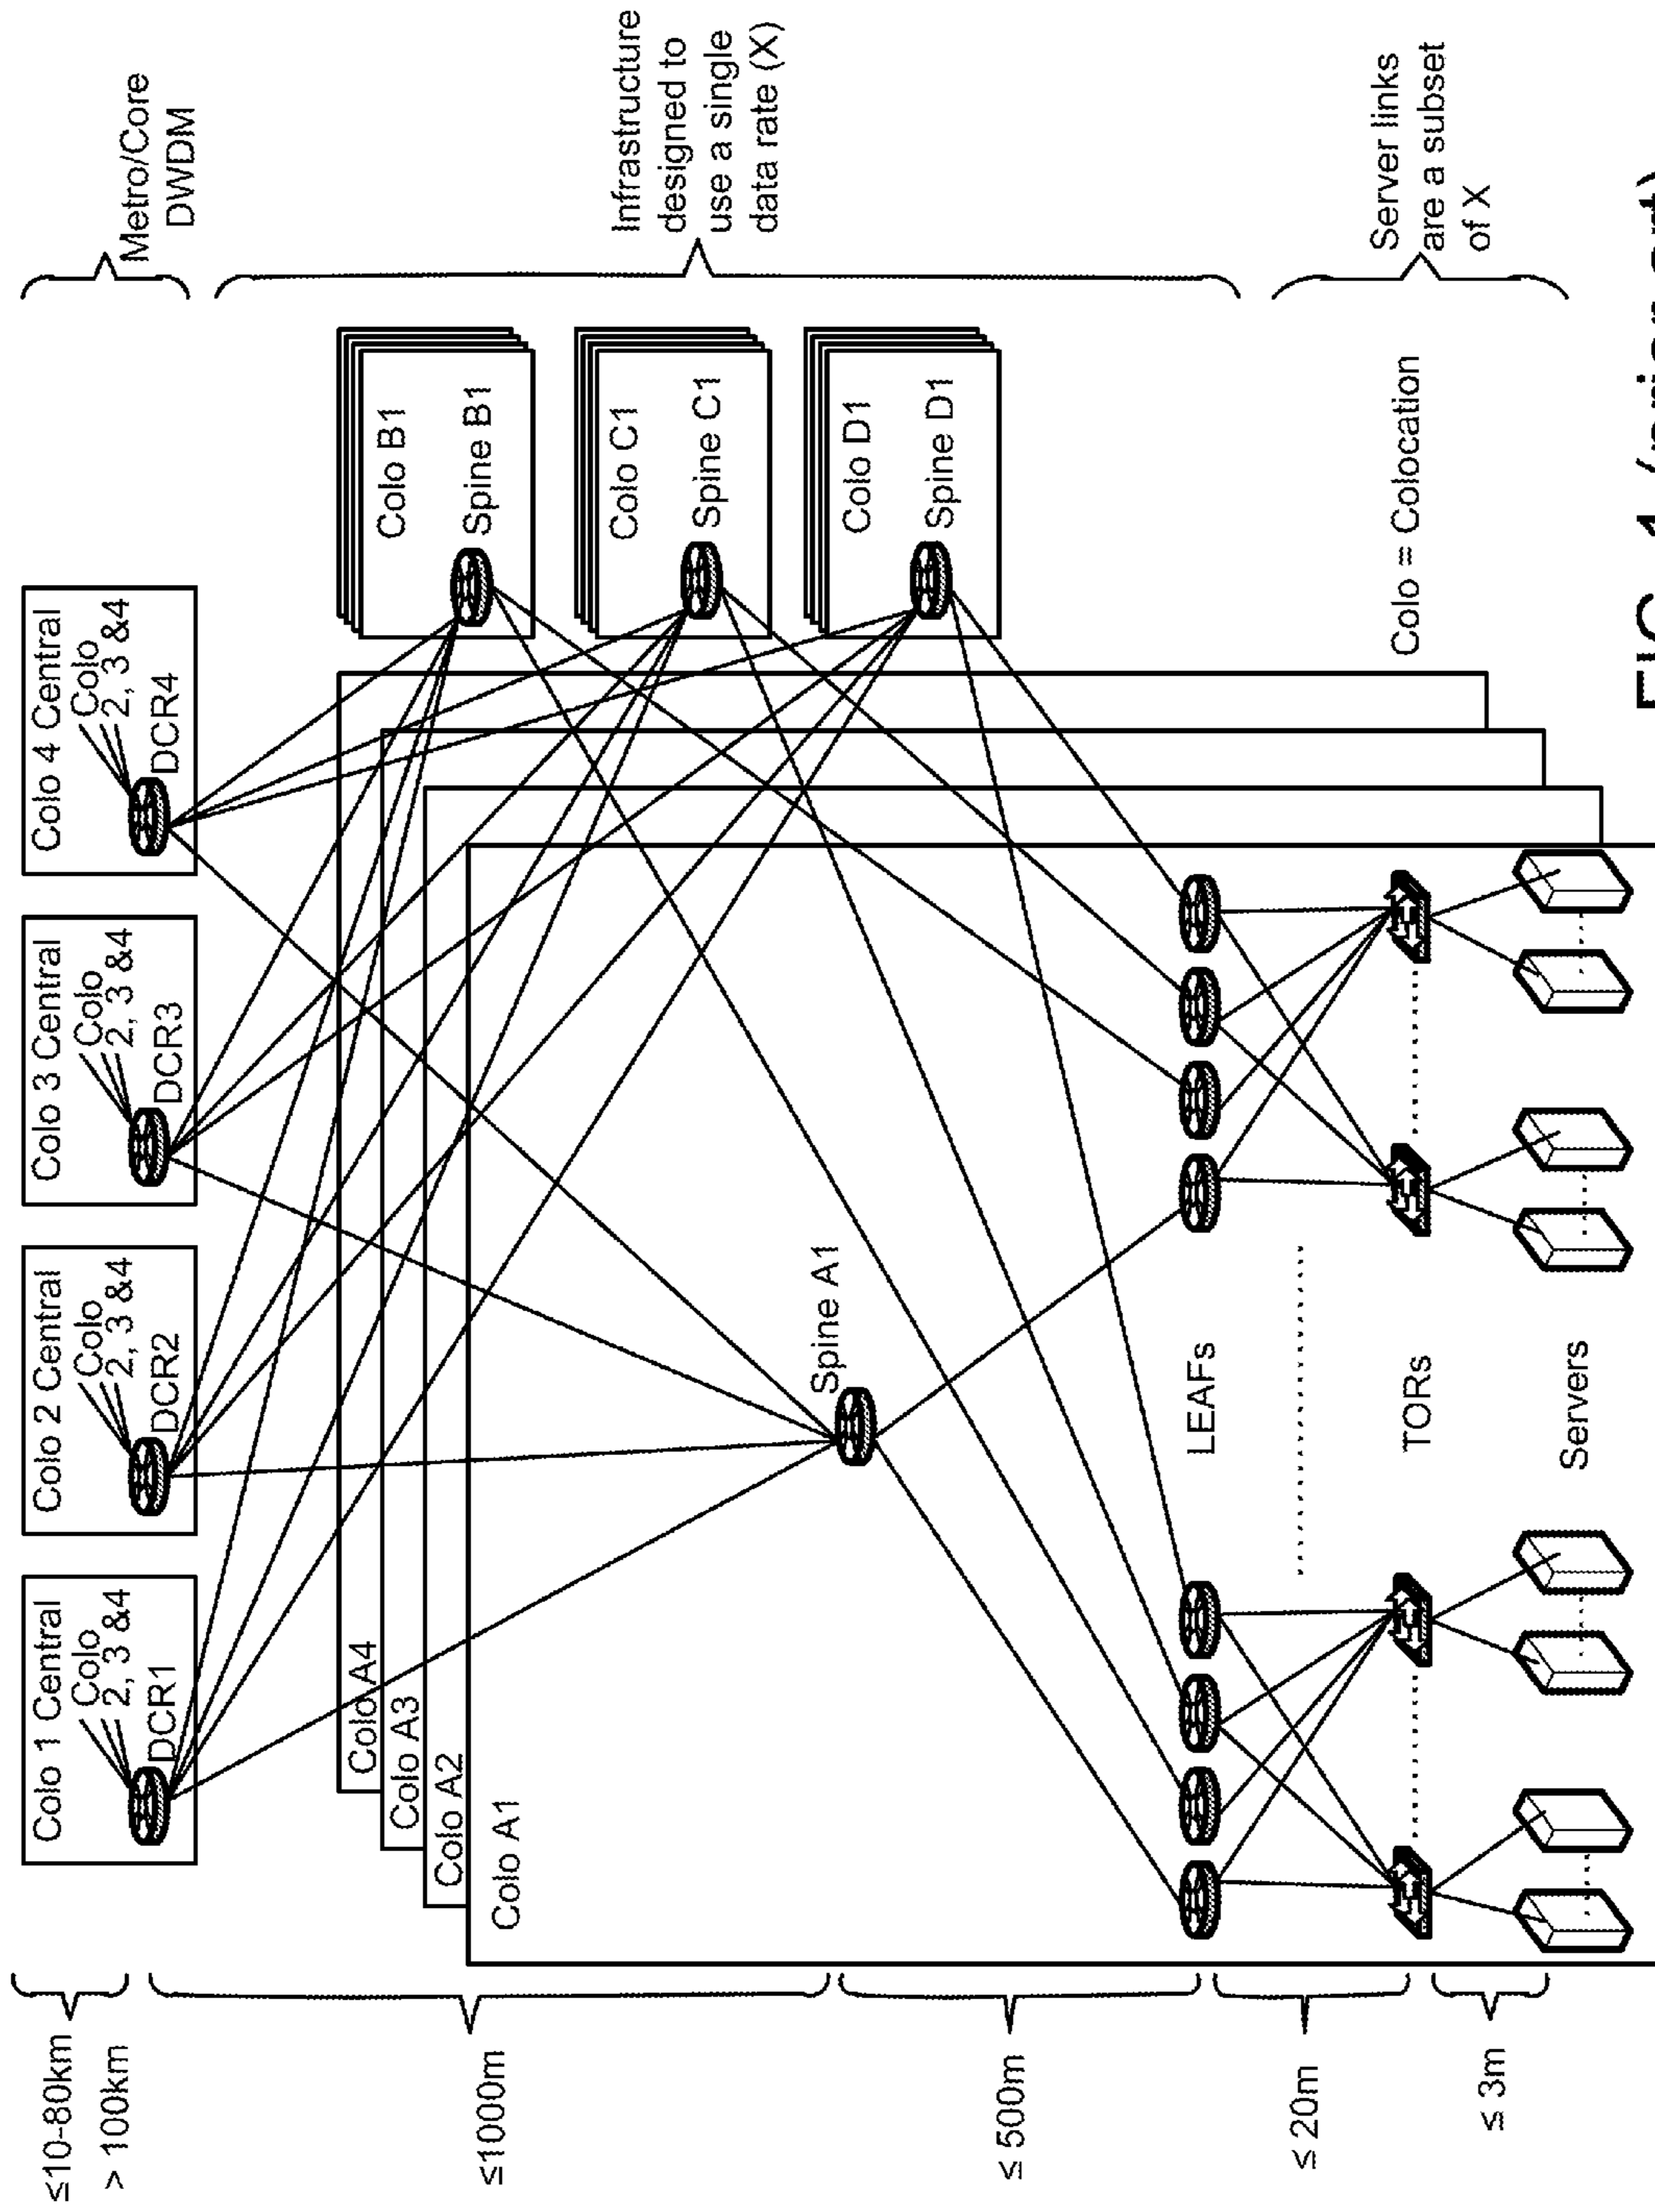 ≤10-80km
> 100km
≤1000m
≤ 500m
≤ 20m
≤ 3m
Colo 1 Central
Colo
2, 3 &4
DCR1
Colo 2 Central
Colo
2, 3 &4
DCR2
Colo 3 Central
Colo
2, 3 &4
DCR3
Colo 4 Central
Colo
2, 3 &4
DCR4
Metro/Core
DWDM
Colo A4
Colo A3
Colo A2
Colo A1
Spine A1
Colo B1
Spine B1
Colo C1
Spine C1
Colo D1
Spine D1
Infrastructure
designed to
use a single
data rate (X)
LEAFs
TORs
Servers
Server links
are a subset
of X
Colo = Colocation